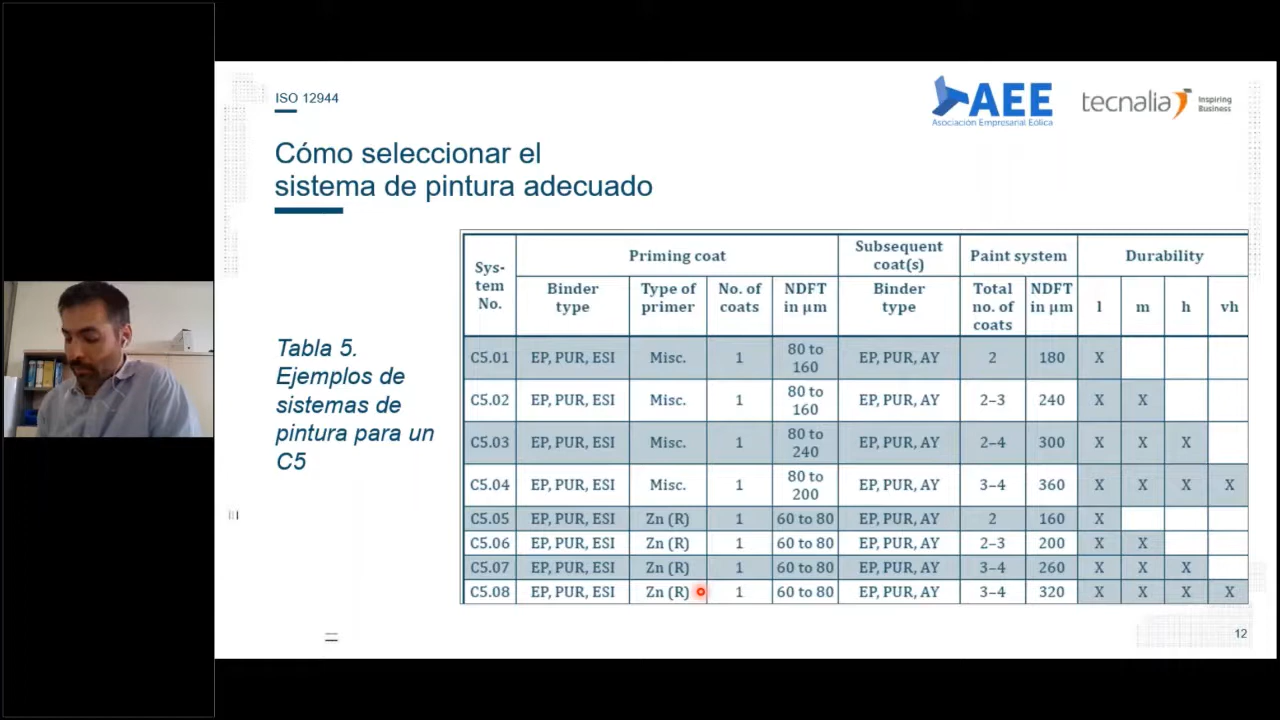 ISO 12944
AEE
Asociación Empresarial Eólica
tecnalia
Inspiring
Business
Cómo seleccionar el
sistema de pintura adecuado
Tabla 5.
Ejemplos de
sistemas de
pintura para un
C5
Sys-
tem
No.
Priming coat
Subsequent
coat(s)
Paint system
Durability
Binder
type
Type of
primer
No. of
coats
NDFT
in µm
Binder
type
Total
no. of
coats
NDFT
in µm
l
m
h
vh
C5.01 EP, PUR, ESI Misc. 1 80 to 160 EP, PUR, AY 2 180 X
C5.02 EP, PUR, ESI Misc. 1 80 to 160 EP, PUR, AY 2–3 240 X X
C5.03 EP, PUR, ESI Misc. 1 80 to 240 EP, PUR, AY 2–4 300 X X X
C5.04 EP, PUR, ESI Misc. 1 80 to 200 EP, PUR, AY 3–4 360 X X X X
C5.05 EP, PUR, ESI Zn (R) 1 60 to 80 EP, PUR, AY 2 160 X
C5.06 EP, PUR, ESI Zn (R) 1 60 to 80 EP, PUR, AY 2–3 200 X X
C5.07 EP, PUR, ESI Zn (R) 1 60 to 80 EP, PUR, AY 3–4 260 X X X
C5.08 EP, PUR, ESI Zn (R) 1 60 to 80 EP, PUR, AY 3–4 320 X X X X
12